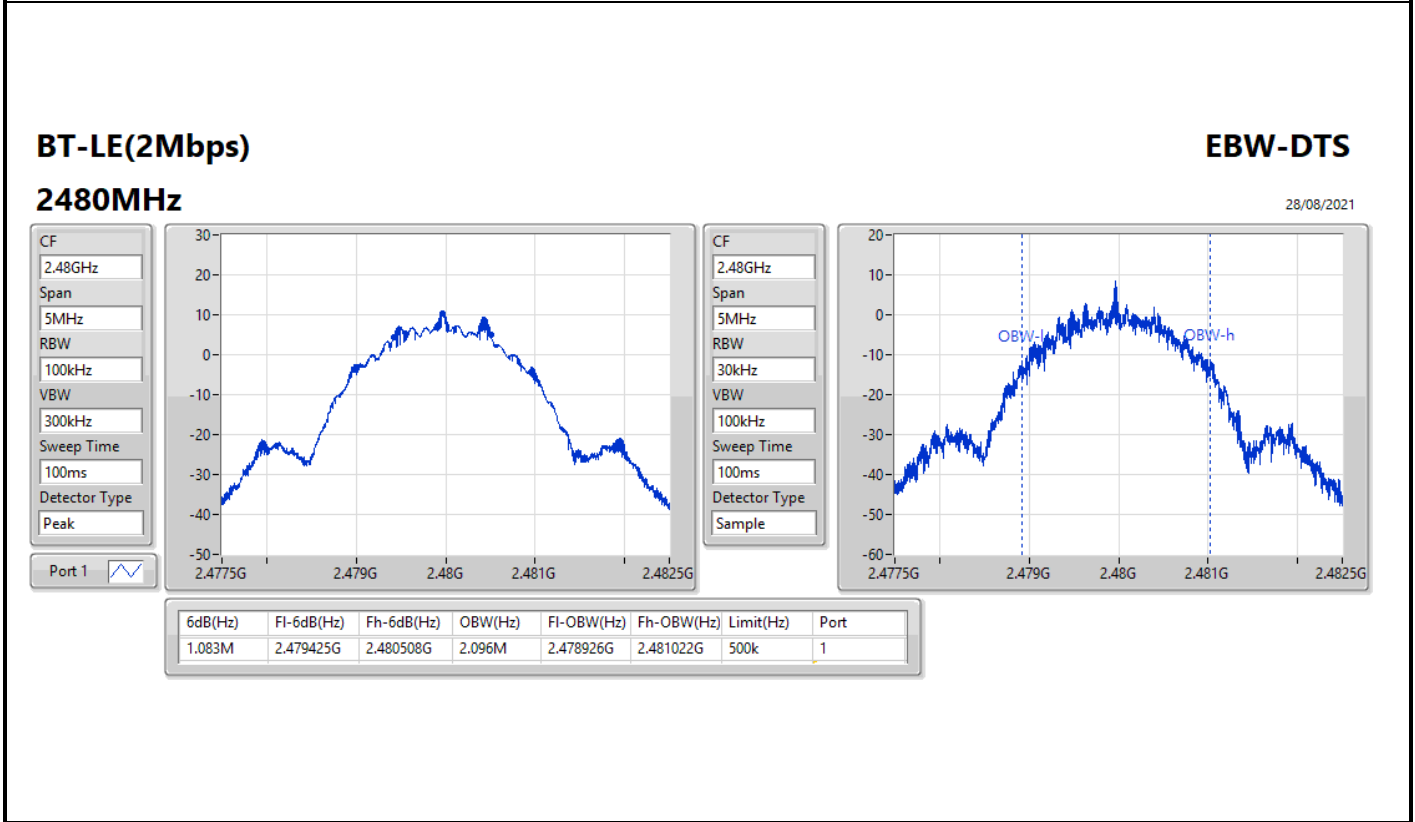 BT-LE(2Mbps)
EBW-DTS
2480MHz
28/08/2021
CF
2.48GHz
Span
5MHz
RBW
100kHz
VBW
300kHz
Sweep Time
100ms
Detector Type
Peak
Port 1
30
20
10
0
-10
-20
-30
-40
-50
2.4775G 2.479G 2.48G 2.481G 2.4825G
CF
2.48GHz
Span
5MHz
RBW
30kHz
VBW
100kHz
Sweep Time
100ms
Detector Type
Sample
20
10
0
-10
-20
-30
-40
-50
-60
OBW-l OBW-h
2.4775G 2.479G 2.48G 2.481G 2.4825G
6dB(Hz) Fl-6dB(Hz) Fh-6dB(Hz) OBW(Hz) Fl-OBW(Hz) Fh-OBW(Hz) Limit(Hz) Port
1.083M 2.479425G 2.480508G 2.096M 2.478926G 2.481022G 500k 1